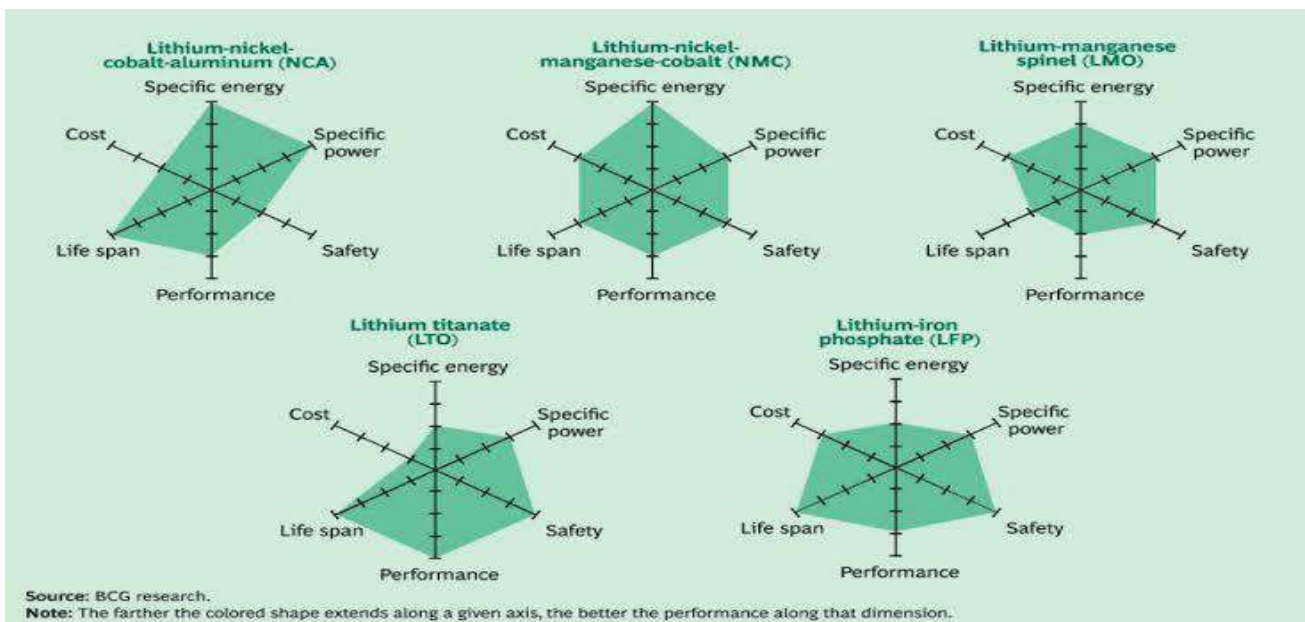 Lithium-nickel-
cobalt-aluminum (NCA)
Specific energy
Cost
Specific
power
Life span
Safety
Performance
Lithium-nickel-
manganese-cobalt (NMC)
Specific energy
Cost
Specific
power
Life span
Safety
Performance
Lithium-manganese
spinel (LMO)
Specific energy
Cost
Specific
power
Life span
Safety
Performance
Lithium titanate
(LTO)
Specific energy
Cost
Specific
power
Life span
Safety
Performance
Lithium-iron
phosphate (LFP)
Specific energy
Cost
Specific
power
Life span
Safety
Performance
Source: BCG research.
Note: The farther the colored shape extends along a given axis, the better the performance along that dimension.